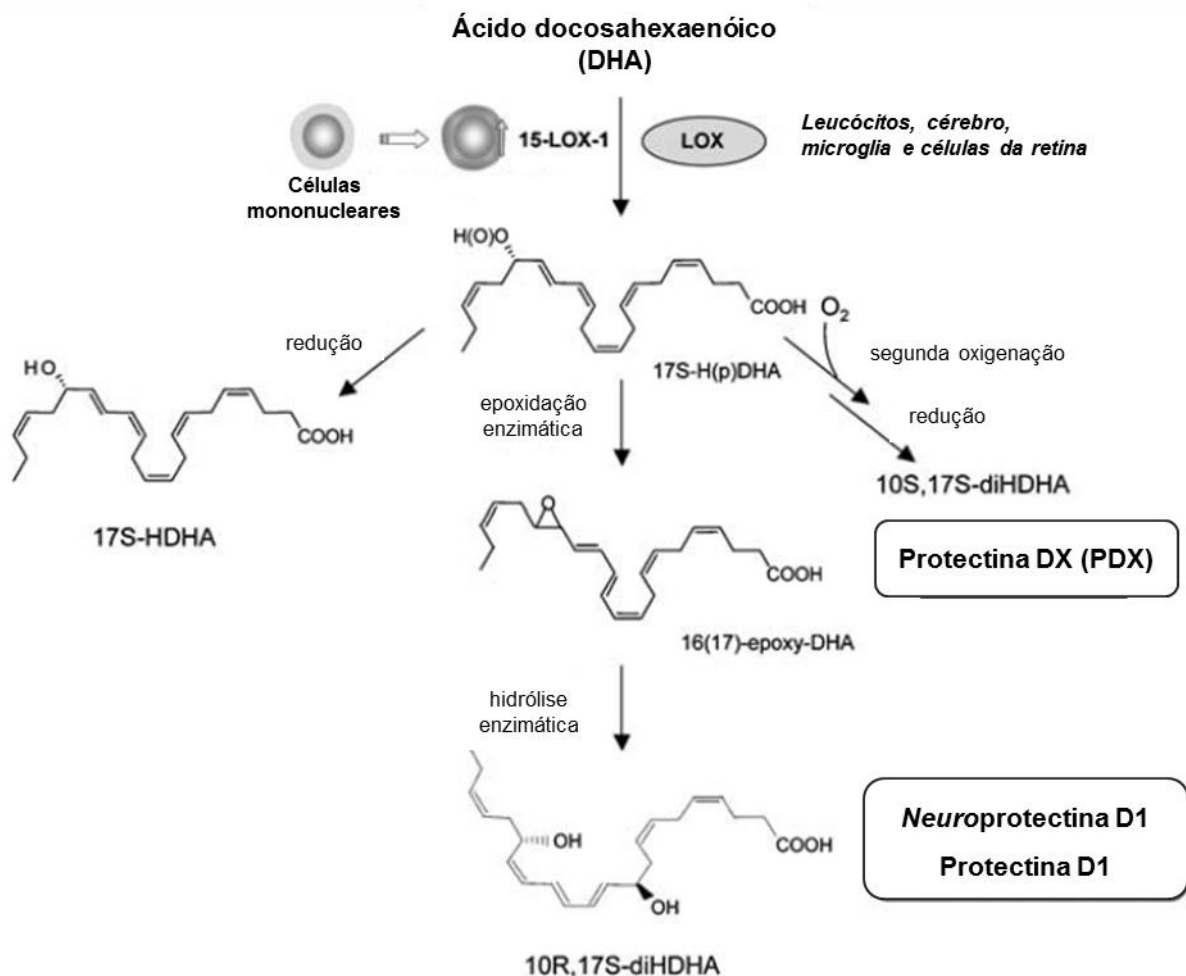 Ácido docosahexaenóico
(DHA)
15-LOX-1
LOX
Leucócitos, cérebro,
microglia e células da retina
Células
mononucleares
H(O)O
COOH
O₂
17S-H(p)DHA
redução
segunda oxigenação
HO
COOH
epoxidação
enzimática
redução
17S-HDHA
10S,17S-diHDHA
O
COOH
Protectina DX (PDX)
16(17)-epoxy-DHA
hidrólise
enzimática
OH
COOH
OH
Neuroprotectina D1
Protectina D1
10R,17S-diHDHA